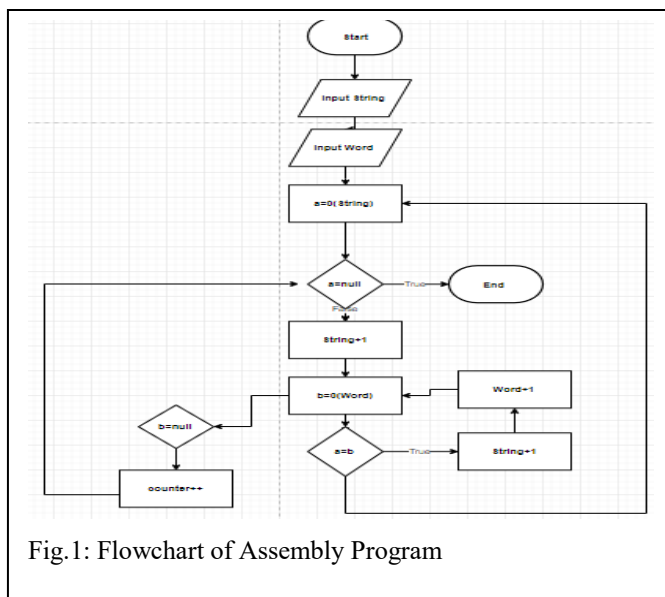 Start
Input String
Input Word
a=0(String)
a=null
True
End
False
String+1
b=0(Word)
Word+1
b=null
a=b
True
String+1
counter++
Fig.1: Flowchart of Assembly Program